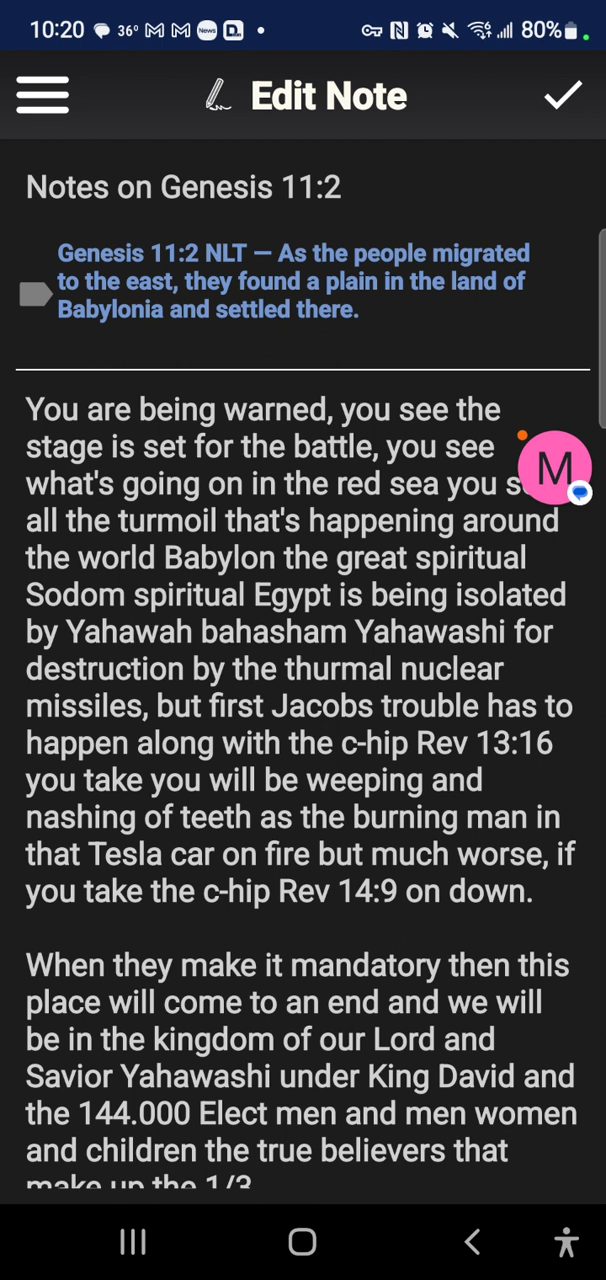 10:20 36° News D 80%
Edit Note
Notes on Genesis 11:2
Genesis 11:2 NLT — As the people migrated
to the east, they found a plain in the land of
Babylonia and settled there.
You are being warned, you see the
stage is set for the battle, you see
what's going on in the red sea you
M
all the turmoil that's happening around
the world Babylon the great spiritual
Sodom spiritual Egypt is being isolated
by Yahawah bahasham Yahawashi for
destruction by the thurmal nuclear
missiles, but first Jacobs trouble has to
happen along with the c-hip Rev 13:16
you take you will be weeping and
nashing of teeth as the burning man in
that Tesla car on fire but much worse, if
you take the c-hip Rev 14:9 on down.
When they make it mandatory then this
place will come to an end and we will
be in the kingdom of our Lord and
Savior Yahawashi under King David and
the 144.000 Elect men and men women
and children the true believers that
make up the 1/3